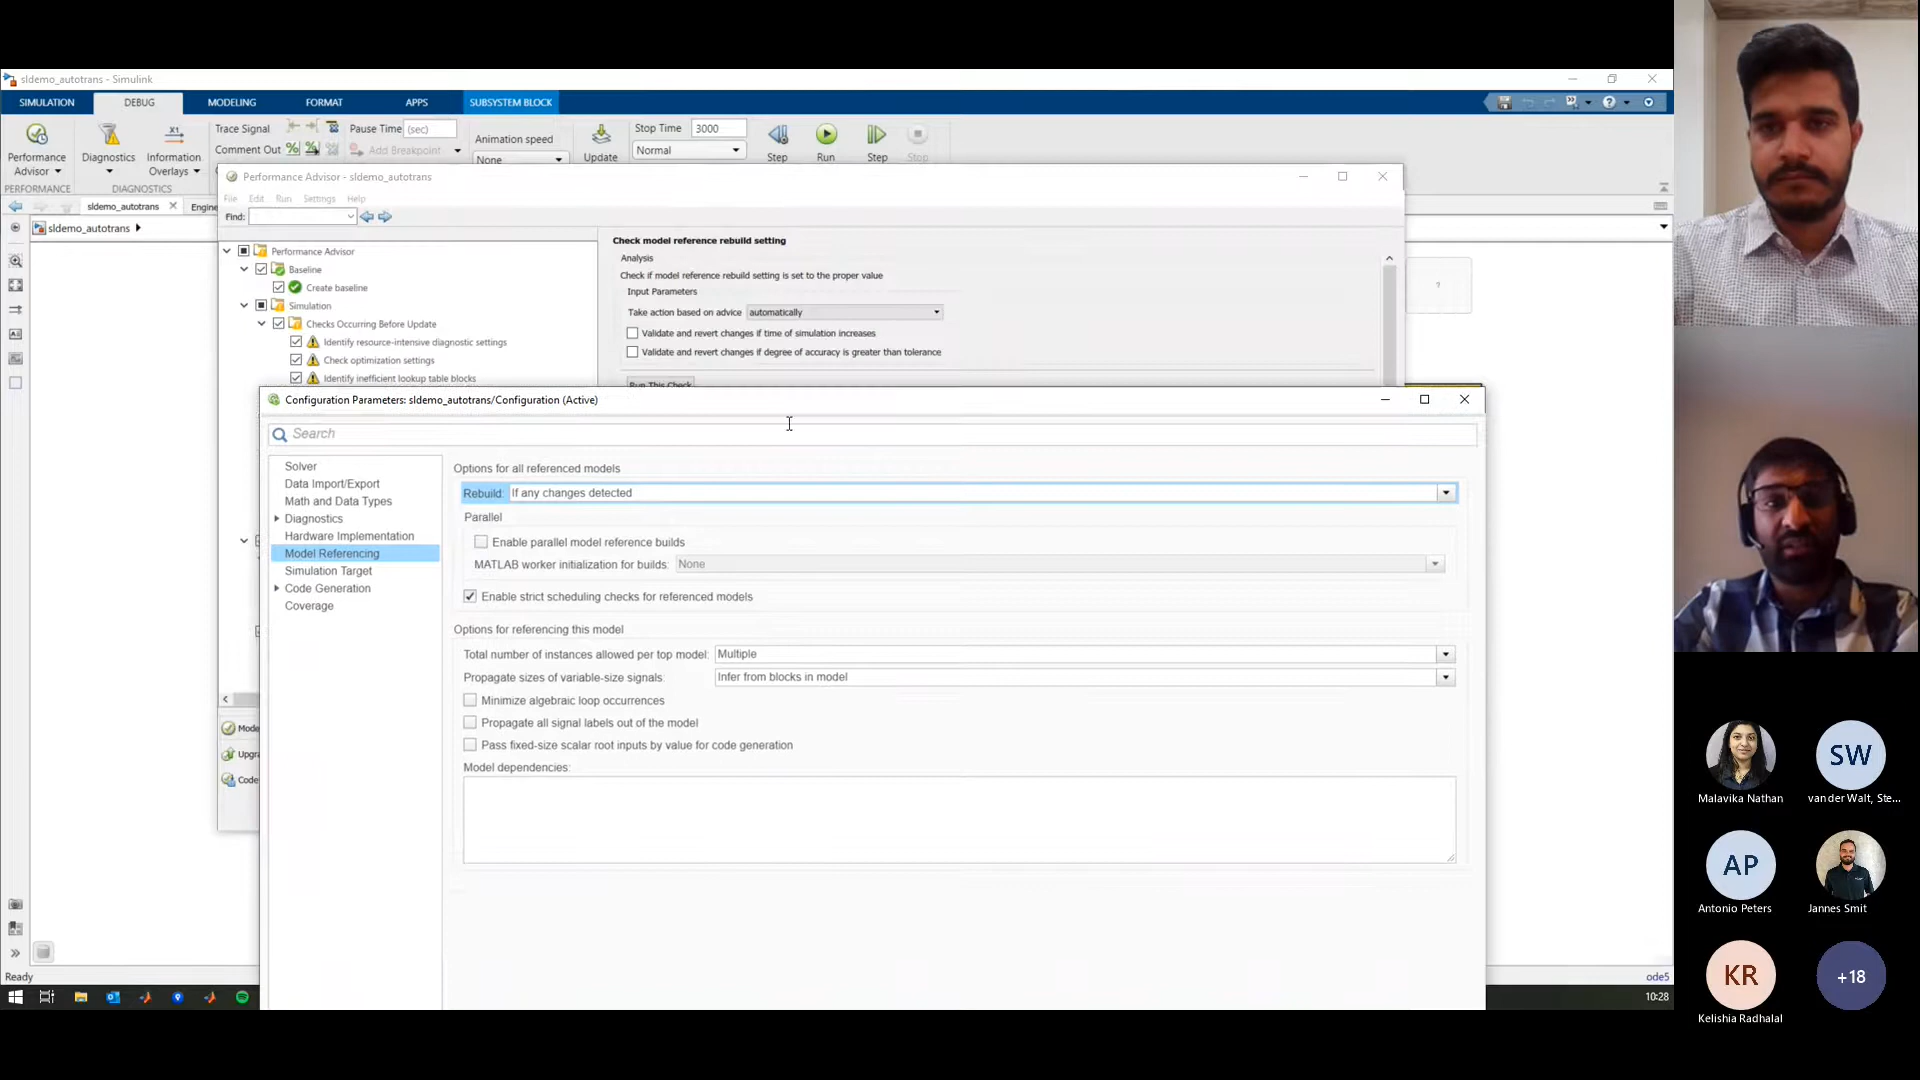 sldemo_autotrans - Simulink
SIMULATION
DEBUG
MODELING
FORMAT
APPS
SUBSYSTEM BLOCK
Performance
Advisor
PERFORMANCE
Diagnostics
Information
Overlays
DIAGNOSTICS
Trace Signal
Comment Out
Pause Time (sec)
Add Breakpoint
Animation speed
None
Update
Stop Time 3000
Normal
Step
Run
Step
Stop
sldemo_autotrans
Engine
sldemo_autotrans
Performance Advisor - sldemo_autotrans
File Edit Run Settings Help
Find:
Performance Advisor
Baseline
Create baseline
Simulation
Checks Occurring Before Update
Identify resource-intensive diagnostic settings
Check optimization settings
Identify inefficient lookup table blocks
Check model reference rebuild setting
Analysis
Check if model reference rebuild setting is set to the proper value
Input Parameters
Take action based on advice automatically
Validate and revert changes if time of simulation increases
Validate and revert changes if degree of accuracy is greater than tolerance
Run This Check
?
Mode
Upgra
Code
Configuration Parameters: sldemo_autotrans/Configuration (Active)
Search
Solver
Data Import/Export
Math and Data Types
Diagnostics
Hardware Implementation
Model Referencing
Simulation Target
Code Generation
Coverage
Options for all referenced models
Rebuild: If any changes detected
Parallel
Enable parallel model reference builds
MATLAB worker initialization for builds: None
Enable strict scheduling checks for referenced models
Options for referencing this model
Total number of instances allowed per top model: Multiple
Propagate sizes of variable-size signals: Infer from blocks in model
Minimize algebraic loop occurrences
Propagate all signal labels out of the model
Pass fixed-size scalar root inputs by value for code generation
Model dependencies:
Ready
ode5
10:28
Malavika Nathan
SW
van der Walt, Ste...
AP
Antonio Peters
Jannes Smit
KR
Kelishia Radhalal
+18